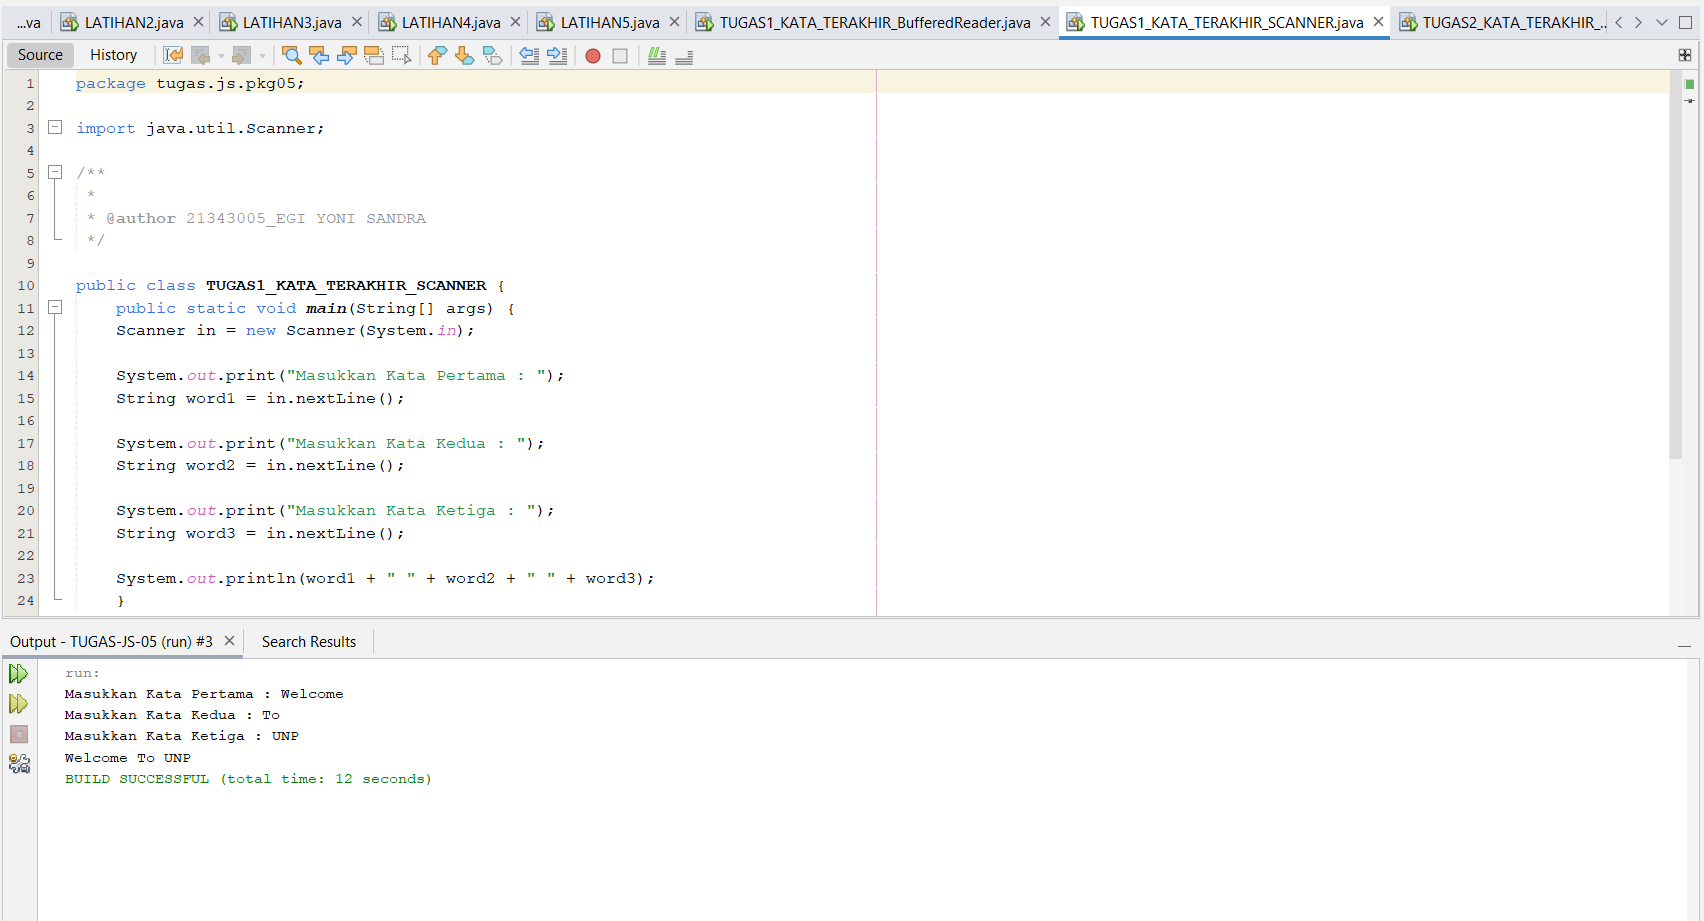 ...va LATIHAN2.java LATIHAN3.java LATIHAN4.java LATIHAN5.java TUGAS1_KATA_TERAKHIR_BufferedReader.java TUGAS1_KATA_TERAKHIR_SCANNER.java TUGAS2_KATA_TERAKHIR_...
Source History
1 package tugas.js.pkg05;
2
3 import java.util.Scanner;
4
5 /**
6 *
7 * @author 21343005_EGI YONI SANDRA
8 */
9
10 public class TUGAS1_KATA_TERAKHIR_SCANNER {
11 public static void main(String[] args) {
12 Scanner in = new Scanner(System.in);
13
14 System.out.print("Masukkan Kata Pertama : ");
15 String word1 = in.nextLine();
16
17 System.out.print("Masukkan Kata Kedua : ");
18 String word2 = in.nextLine();
19
20 System.out.print("Masukkan Kata Ketiga : ");
21 String word3 = in.nextLine();
22
23 System.out.println(word1 + " " + word2 + " " + word3);
24 }
Output - TUGAS-JS-05 (run) #3 Search Results
run:
Masukkan Kata Pertama : Welcome
Masukkan Kata Kedua : To
Masukkan Kata Ketiga : UNP
Welcome To UNP
BUILD SUCCESSFUL (total time: 12 seconds)